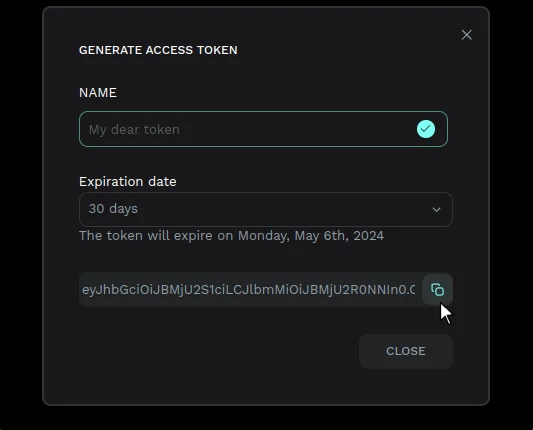 GENERATE ACCESS TOKEN
NAME
My dear token
Expiration date
30 days
The token will expire on Monday, May 6th, 2024
eyJhbGciOiJBMjU2S1ciLCJlbmMiOiJBMjU2R0NNIn0.C
CLOSE